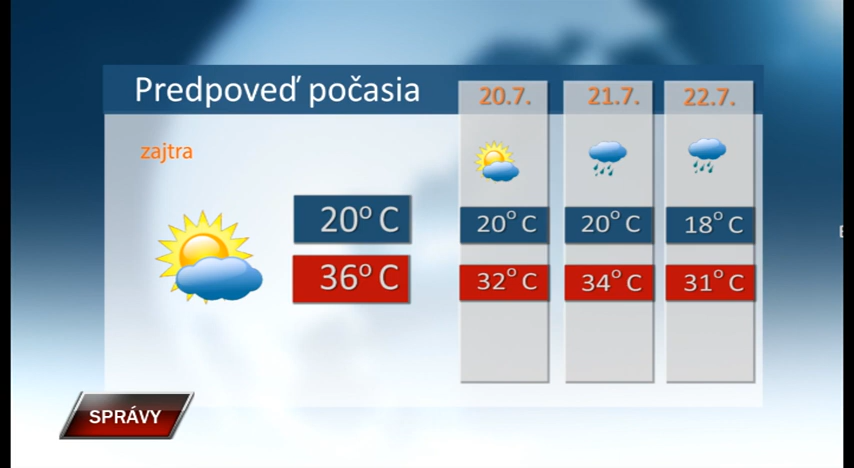 Predpoveď počasia
zajtra
20° C
36° C
20.7. 21.7. 22.7.
20° C 20° C 18° C
32° C 34° C 31° C
SPRÁVY